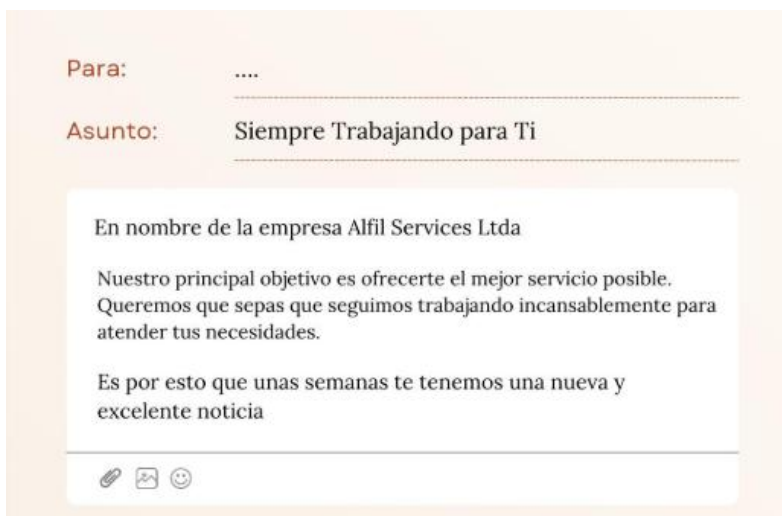 Para: ....
Asunto: Siempre Trabajando para Ti
En nombre de la empresa Alfil Services Ltda
Nuestro principal objetivo es ofrecerte el mejor servicio posible.
Queremos que sepas que seguimos trabajando incansablemente para
atender tus necesidades.
Es por esto que unas semanas te tenemos una nueva y
excelente noticia